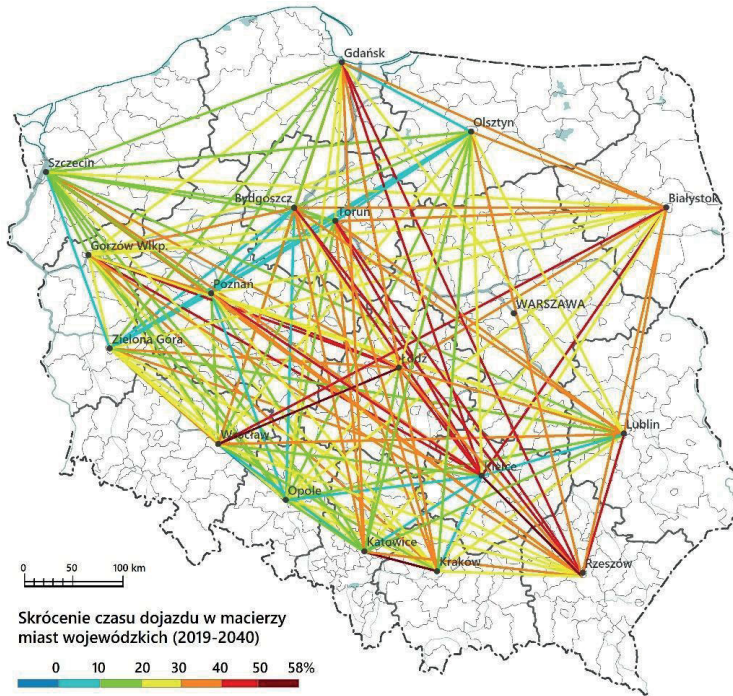 Gdańsk
Olsztyn
Szczecin
Bydgoszcz
Białystok
Toruń
Gorzów Wlkp.
Poznań
WARSZAWA
Zielona Góra
Łódź
Lublin
Wrocław
Kielce
Opole
Katowice
Kraków
Rzeszów
0 50 100 km
Skrócenie czasu dojazdu w macierzy
miast wojewódzkich (2019-2040)
0 10 20 30 40 50 58%